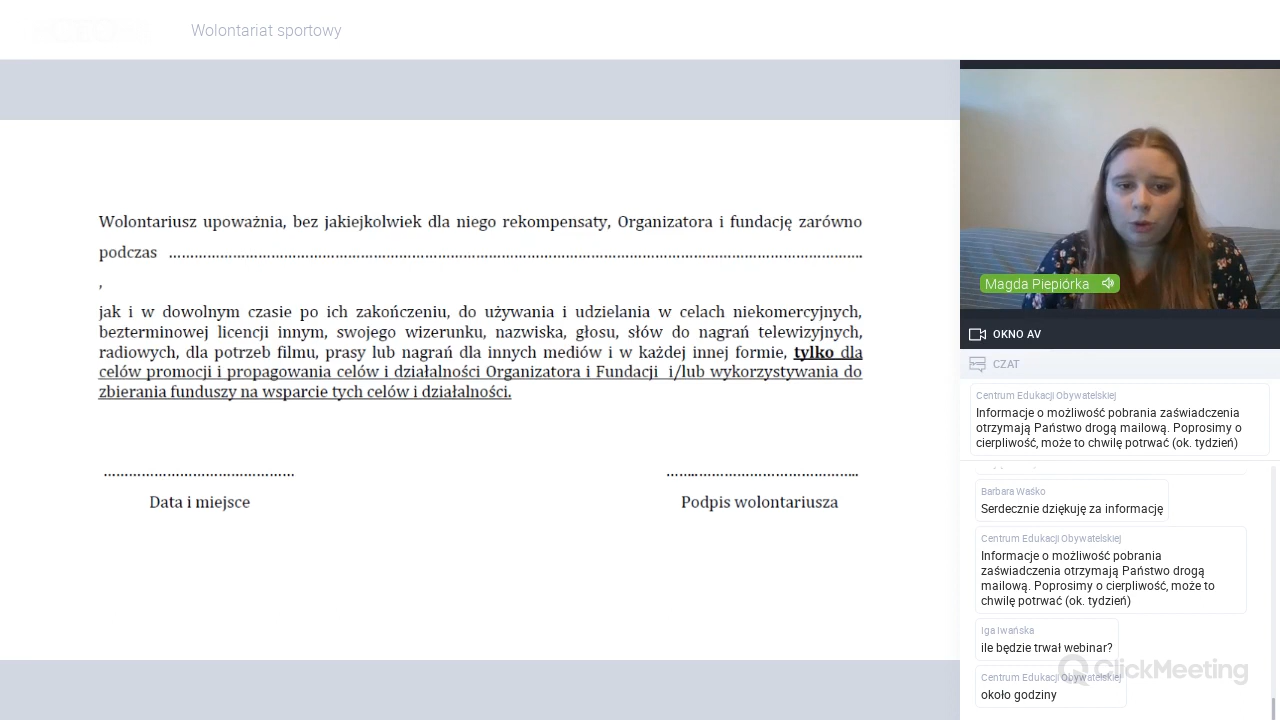 Wolontariat sportowy
Wolontariusz upoważnia, bez jakiejkolwiek dla niego rekompensaty, Organizatora i fundację zarówno
podczas ....................................................................................................................................................................
,
jak i w dowolnym czasie po ich zakończeniu, do używania i udzielania w celach niekomercyjnych,
bezterminowej licencji innym, swojego wizerunku, nazwiska, głosu, słów do nagrań telewizyjnych,
radiowych, dla potrzeb filmu, prasy lub nagrań dla innych mediów i w każdej innej formie, tylko dla
celów promocji i propagowania celów i działalności Organizatora i Fundacji i/lub wykorzystywania do
zbierania funduszy na wsparcie tych celów i działalności.
............................................. .............................................
Data i miejsce Podpis wolontariusza
Magda Piepiórka
OKNO AV
CZAT
Centrum Edukacji Obywatelskiej
Informacje o możliwość pobrania zaświadczenia
otrzymają Państwo drogą mailową. Poprosimy o
cierpliwość, może to chwilę potrwać (ok. tydzień)
Barbara Waśko
Serdecznie dziękuję za informację
Centrum Edukacji Obywatelskiej
Informacje o możliwość pobrania
zaświadczenia otrzymają Państwo drogą
mailową. Poprosimy o cierpliwość, może to
chwilę potrwać (ok. tydzień)
Iga Iwańska
ile będzie trwał webinar?
Centrum Edukacji Obywatelskiej
około godziny
ClickMeeting